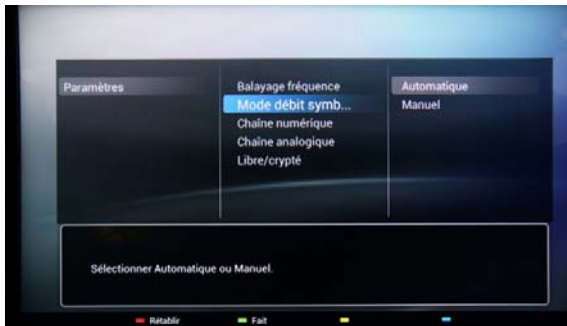 Paramètres
Balayage fréquence
Mode débit symb...
Chaîne numérique
Chaîne analogique
Libre/crypté
Automatique
Manuel
Sélectionner Automatique ou Manuel.
Rétablir
Fait